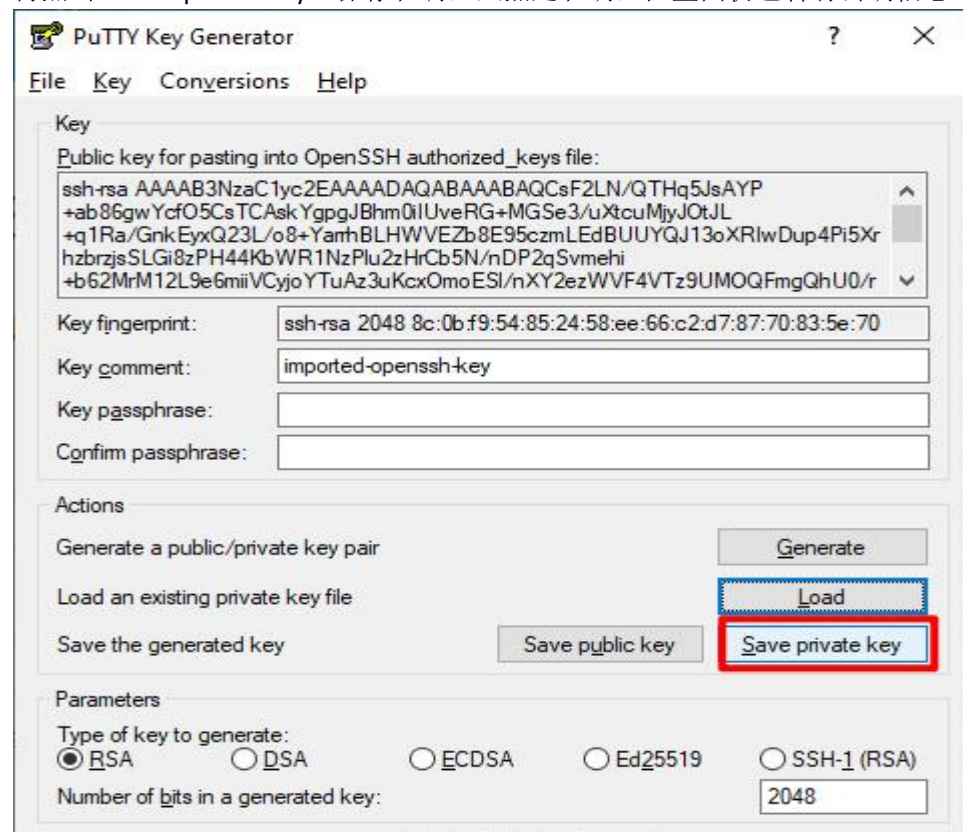 PuTTY Key Generator
File Key Conversions Help
Key
Public key for pasting into OpenSSH authorized_keys file:
ssh-rsa AAAAB3NzaC1yc2EAAAADAQABAAABAQCsF2LN/QTHq5JsAYP
+ab86gwYcfO5CsTCAskYgpgJBhm0iIUveRG+MGSe3/uXtcuMjyJOtJL
+q1Ra/GnkEyxQ23L/o8+YarrhBLHWVEZb8E95czmLEdBUUYQJ13oXRIwDup4Pi5Xr
hzbrzjsSLGi8zPH44KbWR1NzPlu2zHrCb5N/nDP2qSvmehi
+b62MrM12L9e6miiVCyjoYTuAz3uKcxOmoESI/nXY2ezWVF4VTz9UMOQFmgQhU0/r
Key fingerprint: ssh-rsa 2048 8c:0b:f9:54:85:24:58:ee:66:c2:d7:87:70:83:5e:70
Key comment: imported-openssh-key
Key passphrase:
Confirm passphrase:
Actions
Generate a public/private key pair Generate
Load an existing private key file Load
Save the generated key Save public key Save private key
Parameters
Type of key to generate:
RSA DSA ECDSA Ed25519 SSH-1 (RSA)
Number of bits in a generated key: 2048